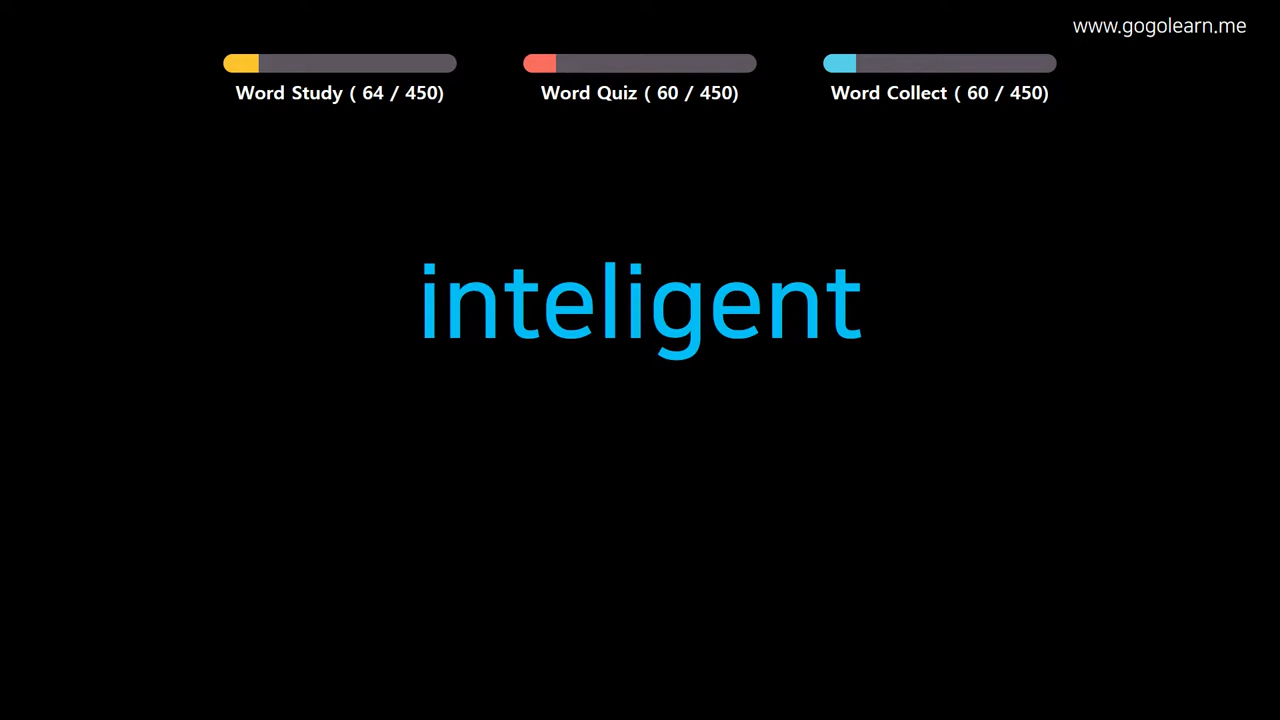 www.gogolearn.me
Word Study ( 64 / 450)
Word Quiz ( 60 / 450)
Word Collect ( 60 / 450)
inteligent